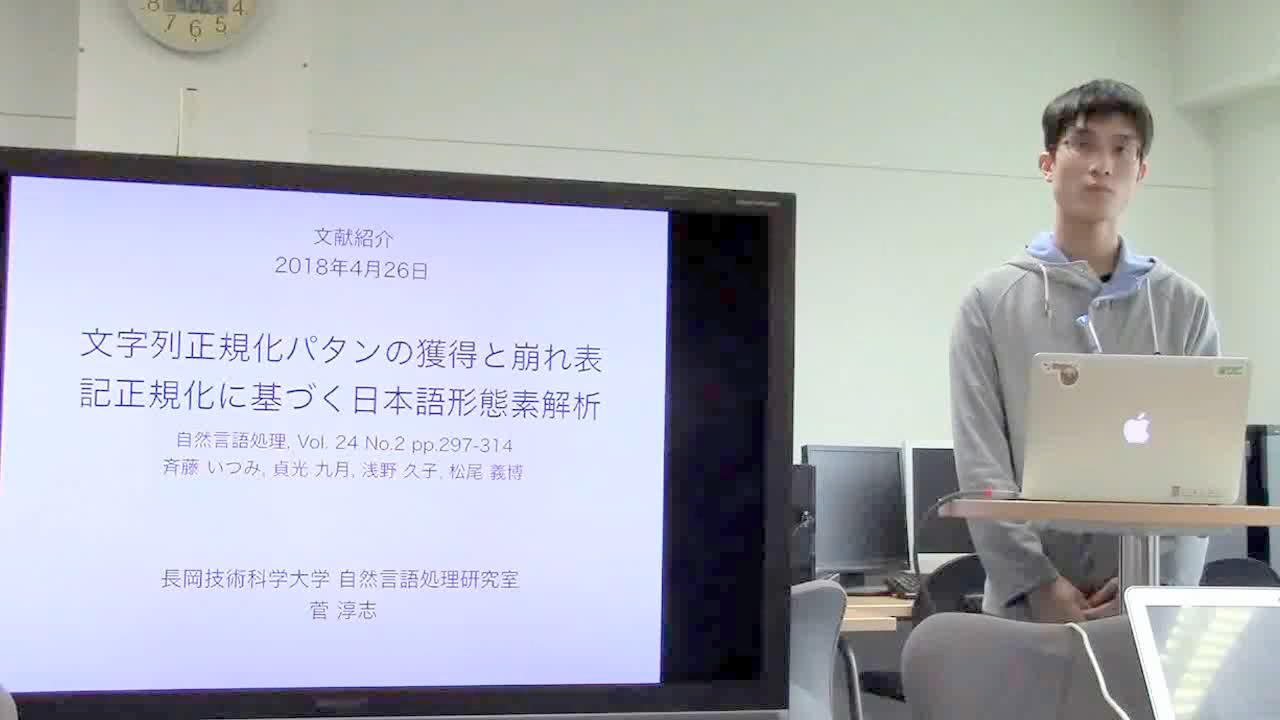 8
7
6
5
4
文献紹介
2018年4月26日
文字列正規化パタンの獲得と崩れ表
記正規化に基づく日本語形態素解析
自然言語処理, Vol. 24 No.2 pp.297-314
斉藤 いつみ, 貞光 九月, 浅野 久子, 松尾 義博
長岡技術科学大学 自然言語処理研究室
菅 淳志